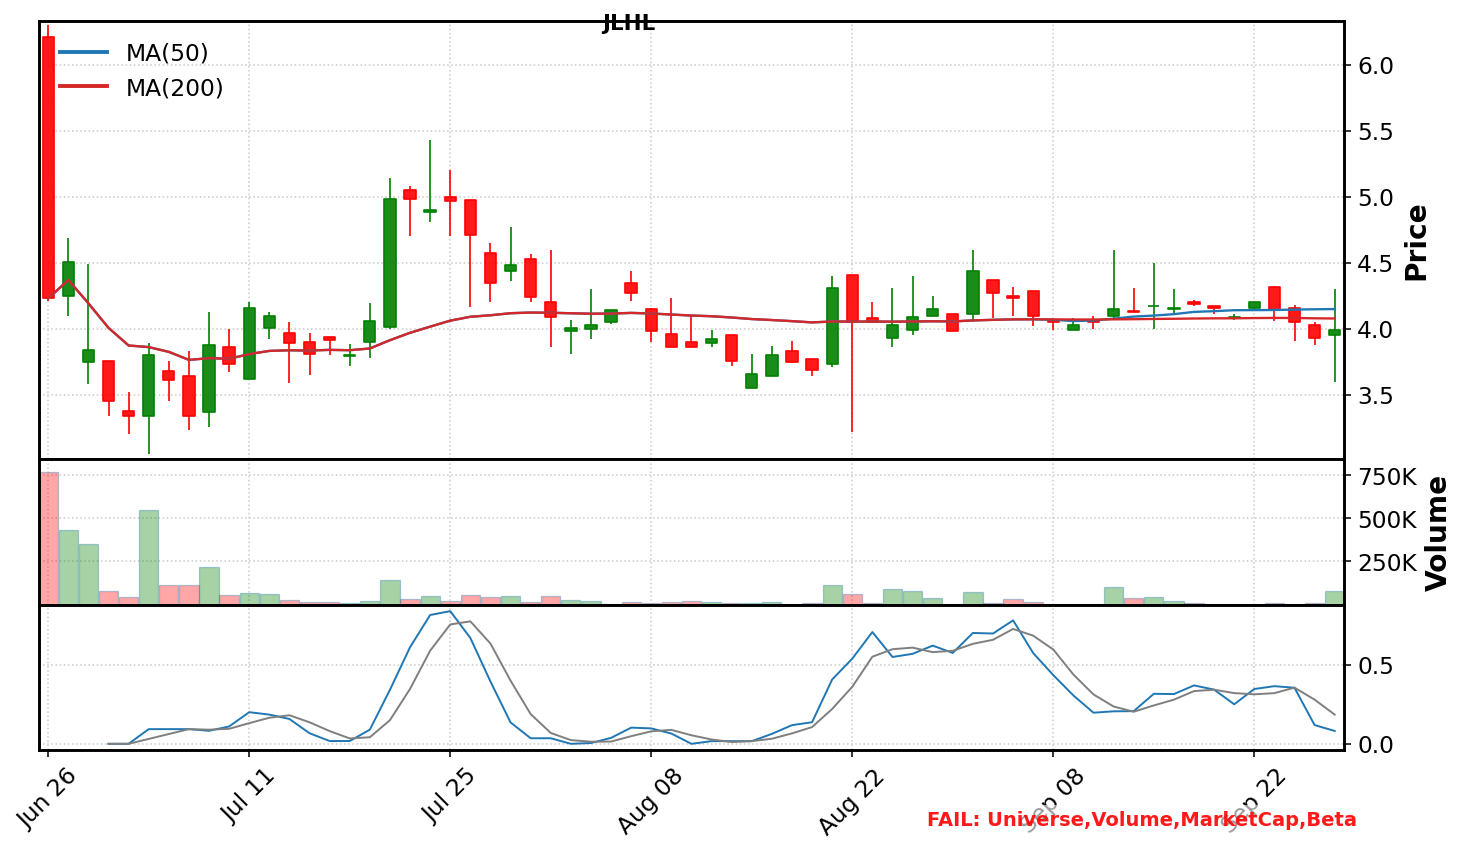 JLHL
MA(50)
MA(200)
6.0
5.5
5.0
4.5
4.0
3.5
Price
750K
500K
250K
Volume
0.5
0.0
Jun 26
Jul 11
Jul 25
Aug 08
Aug 22
Sep 08
Sep 22
FAIL: Universe,Volume,MarketCap,Beta